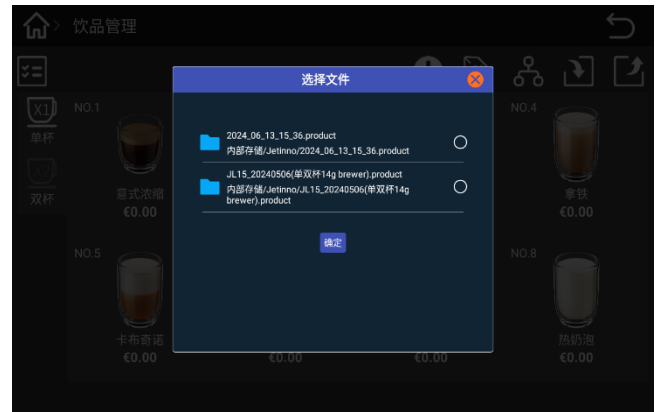 饮品管理
选择文件
X1
NO.1
NO.4
单杯
2024_06_13_15_36.product
内部存储/Jetinno/2024_06_13_15_36.product
JL15_20240506(单双杯14g brewer).product
内部存储/Jetinno/JL15_20240506(单双杯14g
brewer).product
X2
双杯
意式浓缩
拿铁
€0.00
€0.00
确定
NO.5
NO.8
卡布奇诺
热奶泡
€0.00
€0.00
€0.00
€0.00